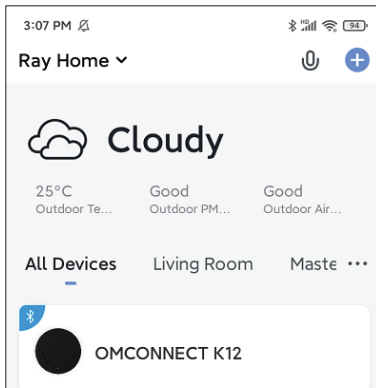 3:07 PM
HD
94
Ray Home
Cloudy
25°C Good Good
Outdoor Te... Outdoor PM... Outdoor Air...
All Devices Living Room Maste ...
OMCONNECT K12